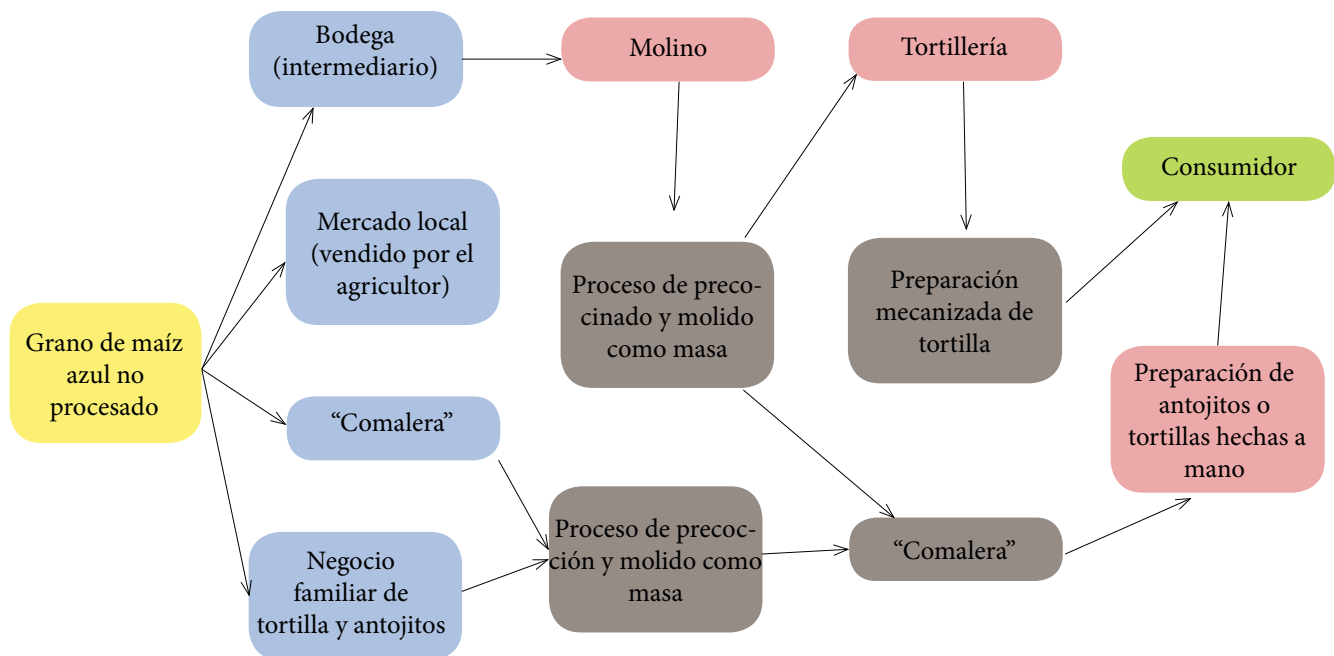 Bodega
(intermediario)
Molino
Tortillería
Consumidor
Mercado local
(vendido por el
agricultor)
Proceso de preco-
cinado y molido
como masa
Preparación
mecanizada de
tortilla
Grano de maíz
azul no
procesado
Preparación de
antojitos o
tortillas hechas a
mano
“Comalera”
Proceso de precoc-
ción y molido como
masa
“Comalera”
Negocio
familiar de
tortilla y antojitos